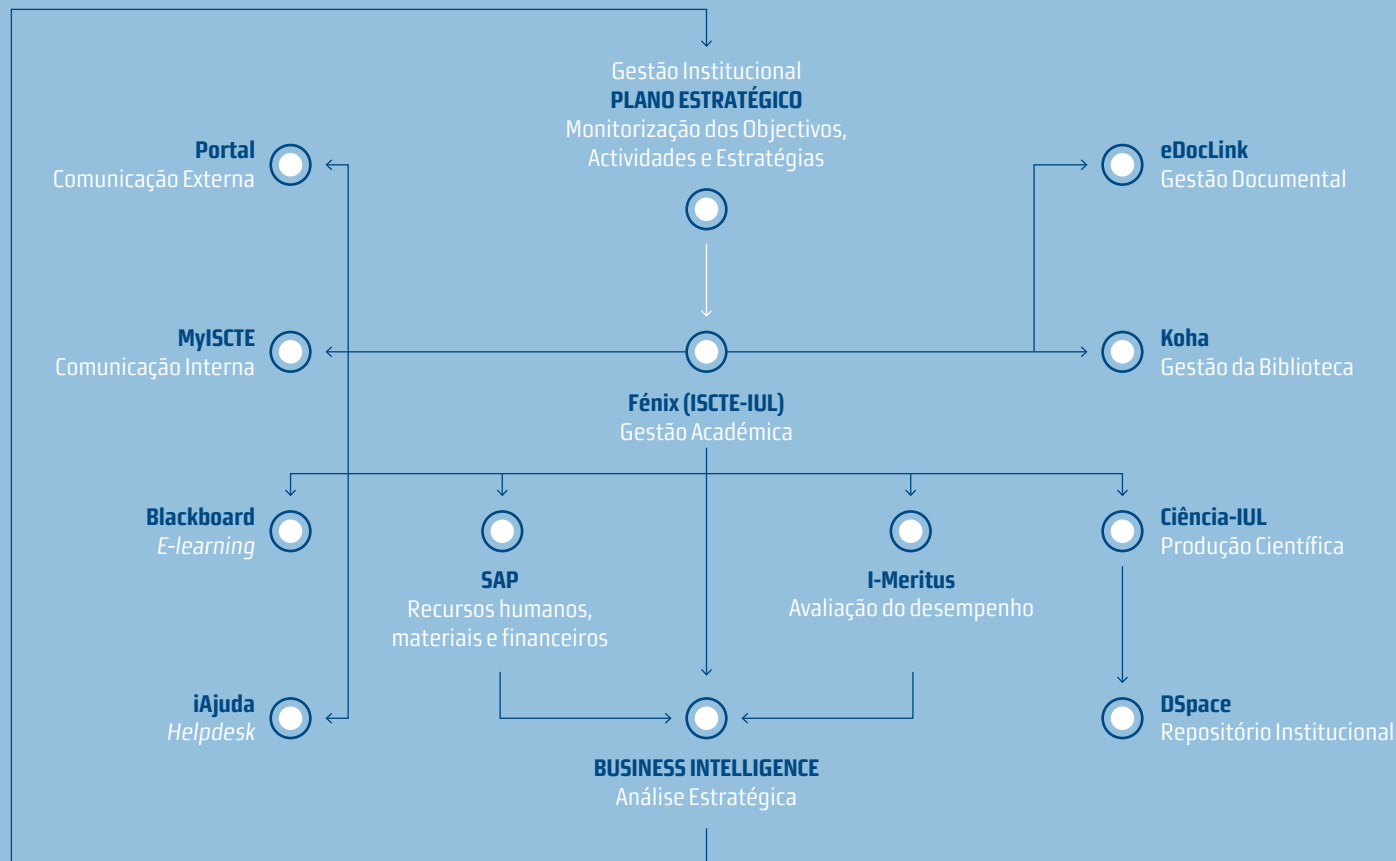 Gestão Institucional
PLANO ESTRATÉGICO
Monitorização dos Objectivos,
Actividades e Estratégias
Portal
Comunicação Externa
eDocLink
Gestão Documental
MyISCTE
Comunicação Interna
Koha
Gestão da Biblioteca
Fénix (ISCTE-IUL)
Gestão Académica
Blackboard
E-learning
SAP
Recursos humanos,
materiais e financeiros
I-Meritus
Avaliação do desempenho
Ciência-IUL
Produção Científica
iAjuda
Helpdesk
BUSINESS INTELLIGENCE
Análise Estratégica
DSpace
Repositório Institucional